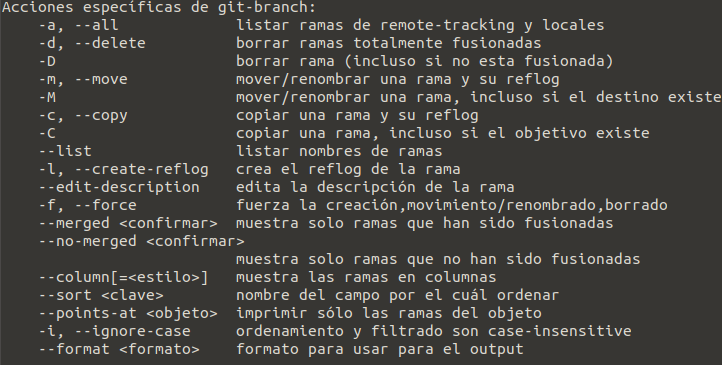 Acciones específicas de git-branch:
    -a, --all             listar ramas de remote-tracking y locales
    -d, --delete          borrar ramas totalmente fusionadas
    -D                    borrar rama (incluso si no esta fusionada)
    -m, --move            mover/renombrar una rama y su reflog
    -M                    mover/renombrar una rama, incluso si el destino existe
    -c, --copy            copiar una rama y su reflog
    -C                    copiar una rama, incluso si el objetivo existe
    --list                listar nombres de ramas
    -l, --create-reflog   crea el reflog de la rama
    --edit-description    edita la descripción de la rama
    -f, --force           fuerza la creación,movimiento/renombrado,borrado
    --merged <confirmar>  muestra solo ramas que han sido fusionadas
    --no-merged <confirmar>
                          muestra solo ramas que no han sido fusionadas
    --column[=<estilo>]   muestra las ramas en columnas
    --sort <clave>        nombre del campo por el cuál ordenar
    --points-at <objeto>  imprimir sólo las ramas del objeto
    -i, --ignore-case     ordenamiento y filtrado son case-insensitive
    --format <formato>    formato para usar para el output